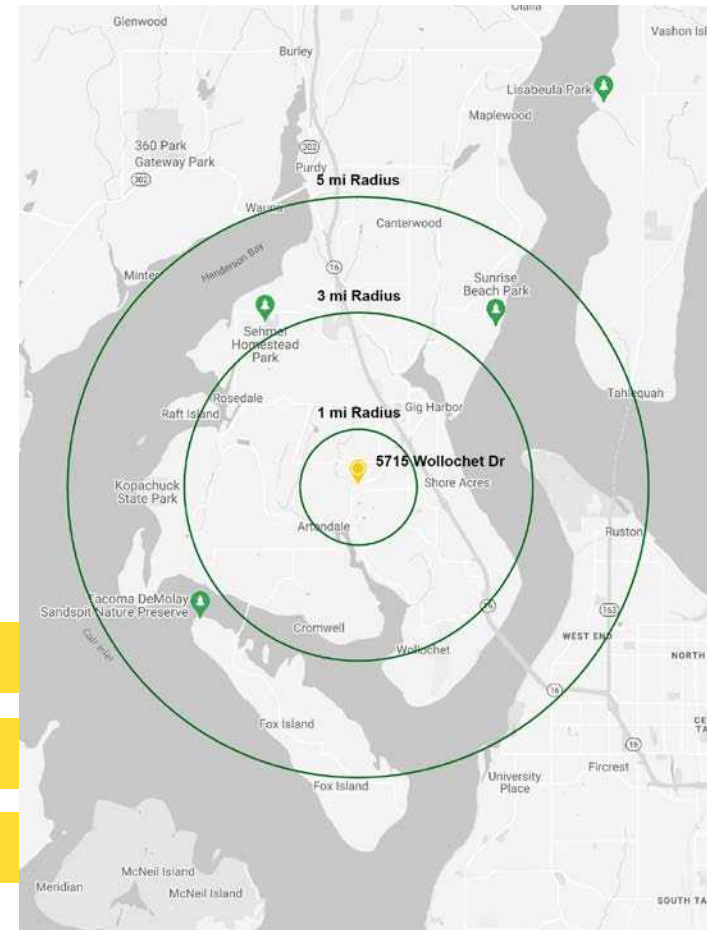 Olalla
Glenwood
Vashon Isl
Burley
Lisabeula Park
Maplewood
360 Park
Gateway Park
302
302
Purdy
5 mi Radius
Wauna
Canterwood
Henderson Bay
16
Minter
Sunrise
Beach Park
3 mi Radius
Sehmel
Homestead
Park
Rosedale
Tahlequah
Raft Island
1 mi Radius
Gig Harbor
5715 Wollochet Dr
Kopachuck
State Park
Shore Acres
Artondale
Ruston
Tacoma DeMolay
Sandspit Nature Preserve
16
163
Cromwell
WEST END
Carr Inlet
Wollochet
NORTH
16
Fox Island
CE
TA
16
Fircrest
University
Place
Fox Island
McNeil Island
Meridian
McNeil Island
SOUTH TA